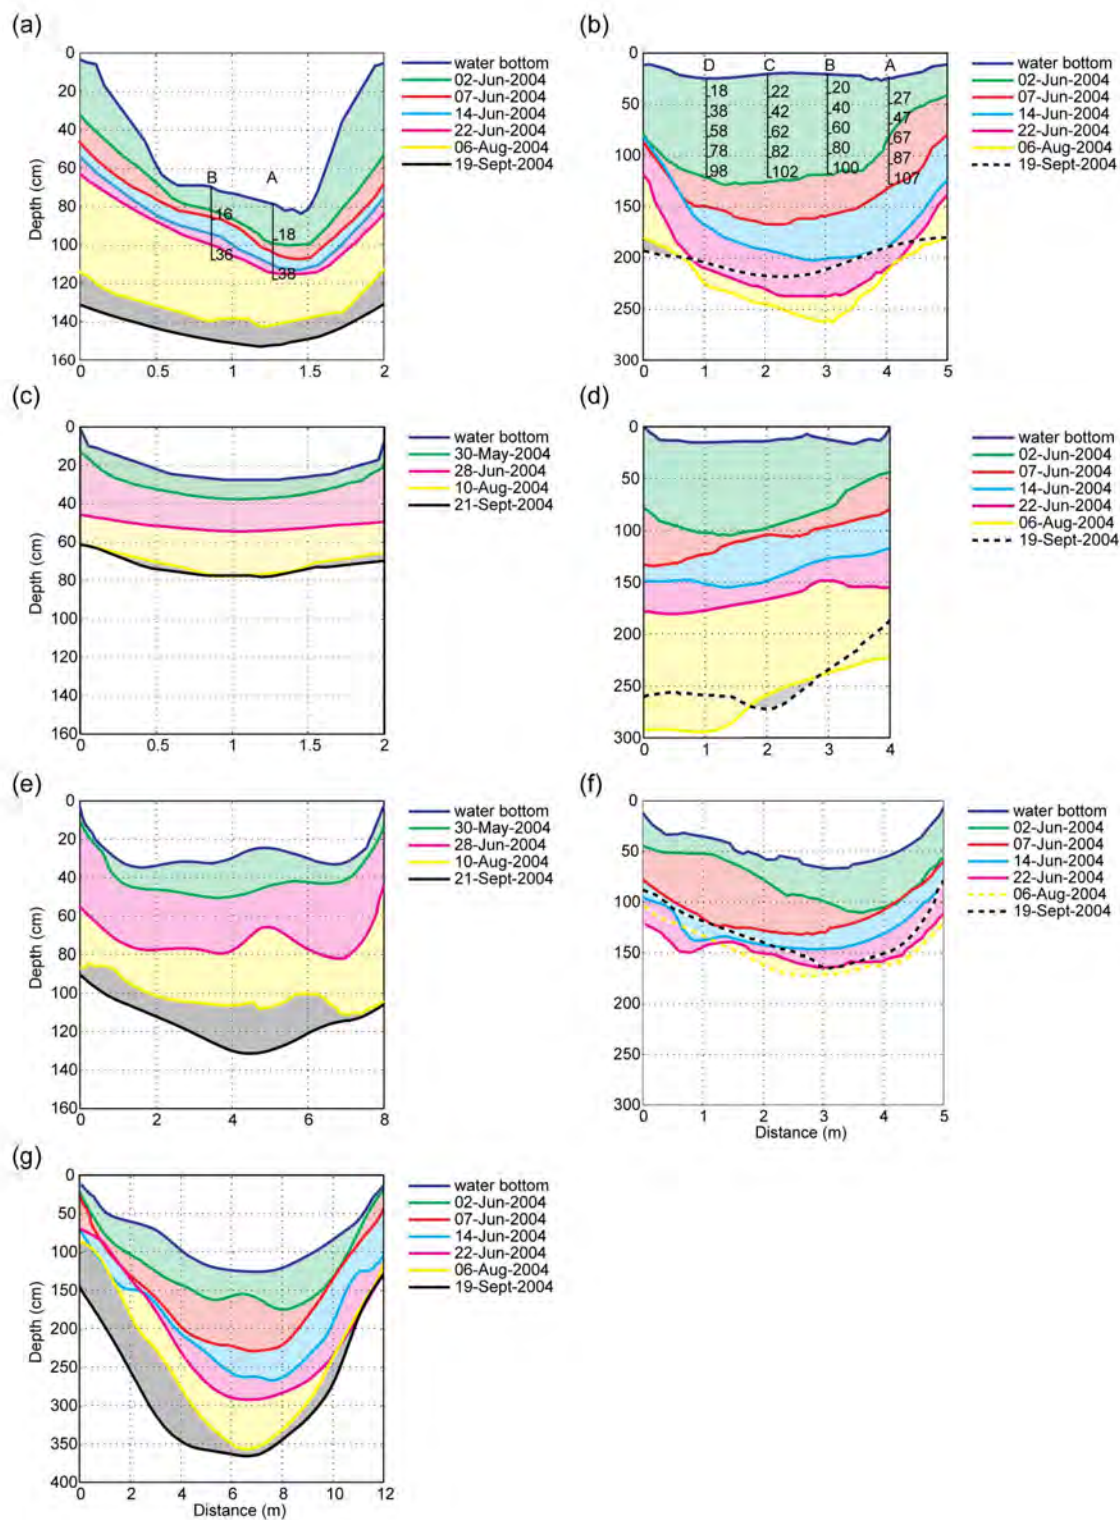 (a)
0
20
40
60
80
100
120
140
160
Depth (cm)
B
A
16
36
18
38
0
0.5
1
1.5
2
water bottom
02-Jun-2004
07-Jun-2004
14-Jun-2004
22-Jun-2004
06-Aug-2004
19-Sept-2004
(b)
0
50
100
150
200
250
300
D
C
B
A
18
38
58
78
98
22
42
62
82
102
20
40
60
80
100
27
47
67
87
107
0
1
2
3
4
5
water bottom
02-Jun-2004
07-Jun-2004
14-Jun-2004
22-Jun-2004
06-Aug-2004
19-Sept-2004
(c)
0
20
40
60
80
100
120
140
160
Depth (cm)
0
0.5
1
1.5
2
water bottom
30-May-2004
28-Jun-2004
10-Aug-2004
21-Sept-2004
(d)
0
50
100
150
200
250
300
0
1
2
3
4
water bottom
02-Jun-2004
07-Jun-2004
14-Jun-2004
22-Jun-2004
06-Aug-2004
19-Sept-2004
(e)
0
20
40
60
80
100
120
140
160
Depth (cm)
0
2
4
6
8
water bottom
30-May-2004
28-Jun-2004
10-Aug-2004
21-Sept-2004
(f)
0
50
100
150
200
250
300
0
1
2
3
4
5
Distance (m)
water bottom
02-Jun-2004
07-Jun-2004
14-Jun-2004
22-Jun-2004
06-Aug-2004
19-Sept-2004
(g)
0
50
100
150
200
250
300
350
400
Depth (cm)
0
2
4
6
8
10
12
Distance (m)
water bottom
02-Jun-2004
07-Jun-2004
14-Jun-2004
22-Jun-2004
06-Aug-2004
19-Sept-2004